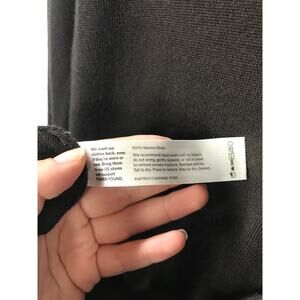 We want our
clothes back, even
if they're worn or
torn. Bring them
to our US stores
we support
100% Merino Wool
We recommend hand wash cold, no bleach,
do not wring, gently squeeze, or roll in towel
to remove excess moisture. Reshape and lie
flat to dry. Press to restore. May be dry cleaned.